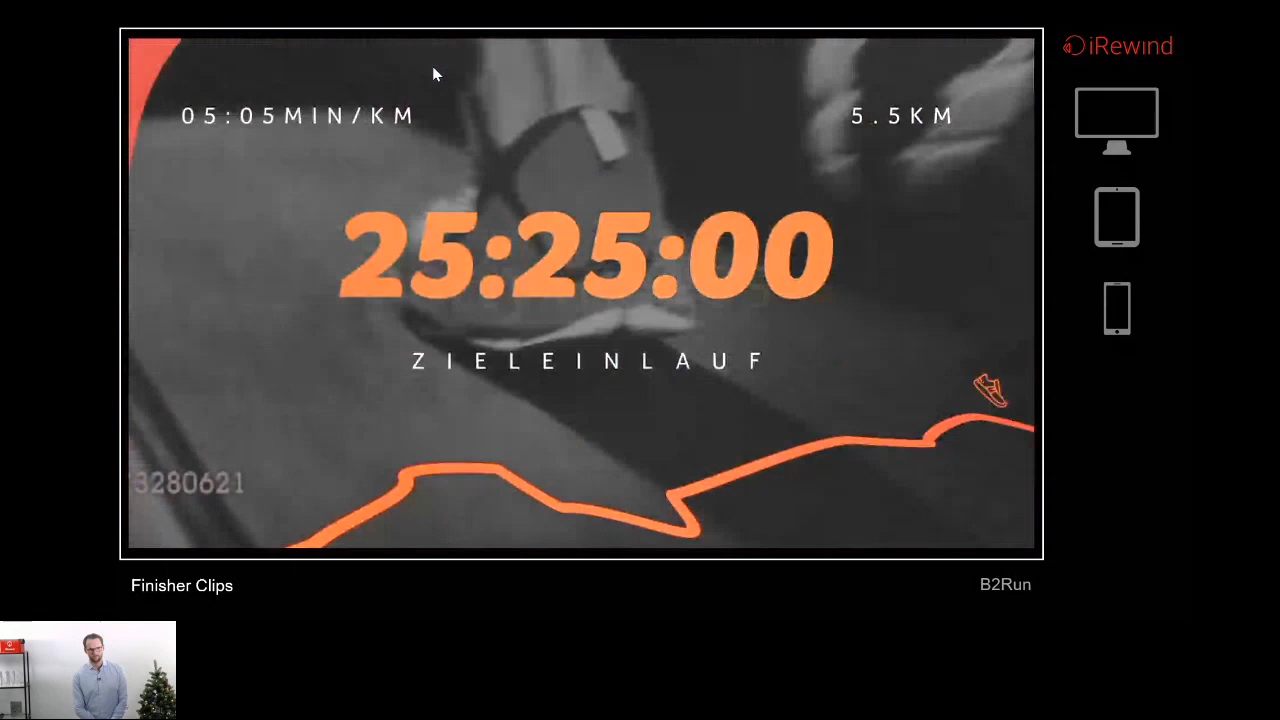 iRewind
05:05MIN/KM
5.5KM
25:25:00
ZIELEINLAUF
3280621
Finisher Clips
B2Run